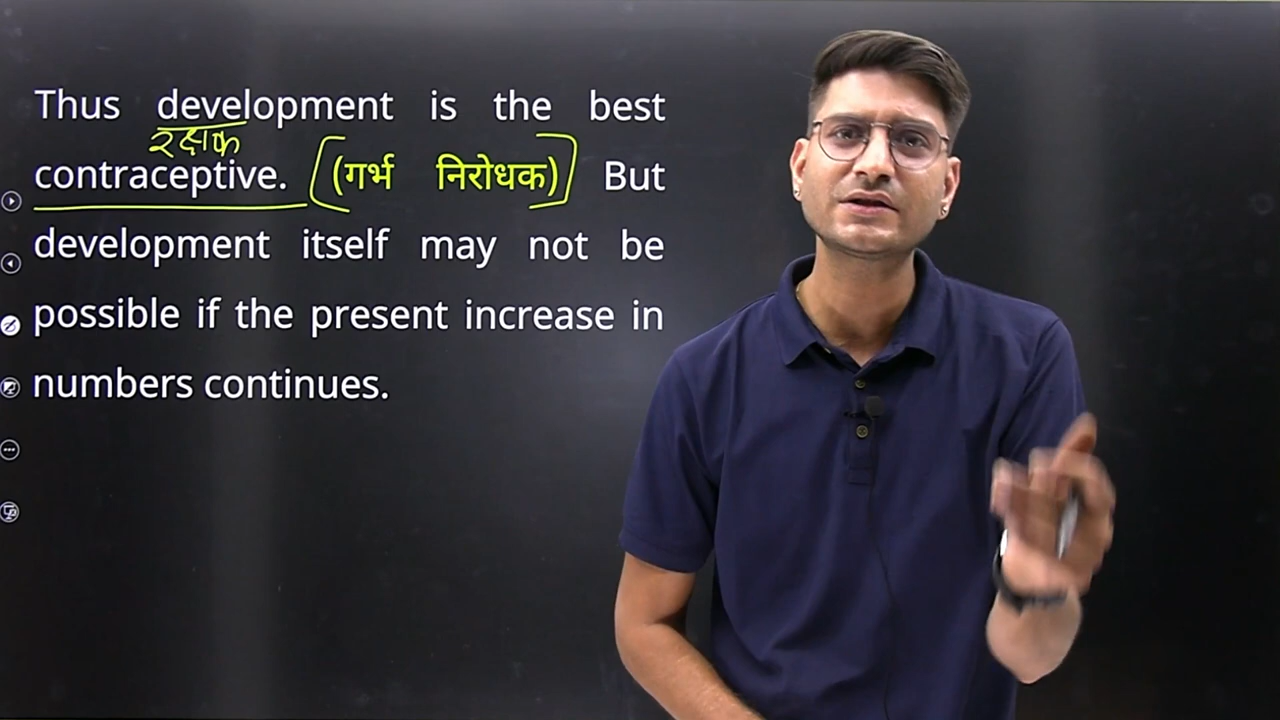 Thus development is the best
रक्षक
contraceptive. (गर्भ निरोधक) But
development itself may not be
possible if the present increase in
numbers continues.